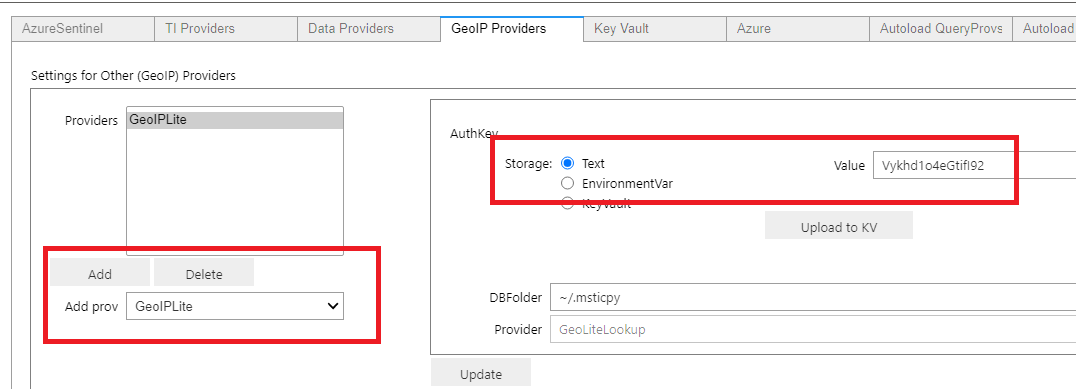 AzureSentinel TI Providers Data Providers GeoIP Providers Key Vault Azure Autoload QueryProvs Autoload
Settings for Other (GeoIP) Providers
Providers GeoIPLite
AuthKey
Storage: Text Value Vykhd1o4eGtifI92
EnvironmentVar
KeyVault
Upload to KV
Add Delete
Add prov GeoIPLite
DBFolder ~/.msticpy
Provider GeoLiteLookup
Update